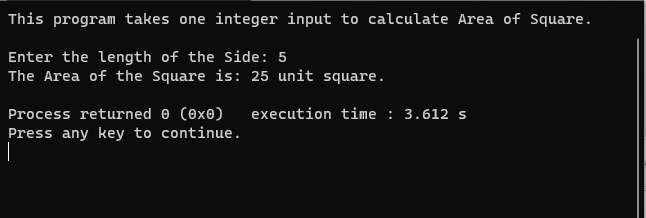 This program takes one integer input to calculate Area of Square.
Enter the length of the Side: 5
The Area of the Square is: 25 unit square.
Process returned 0 (0x0)   execution time : 3.612 s
Press any key to continue.